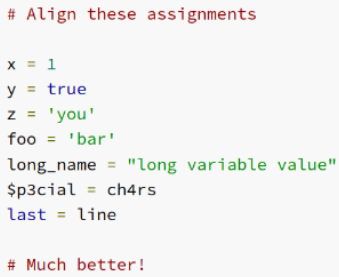 # Align these assignments
x = 1
y = true
z = 'you'
foo = 'bar'
long_name = "long variable value"
$p3cial = ch4rs
last = line
# Much better!